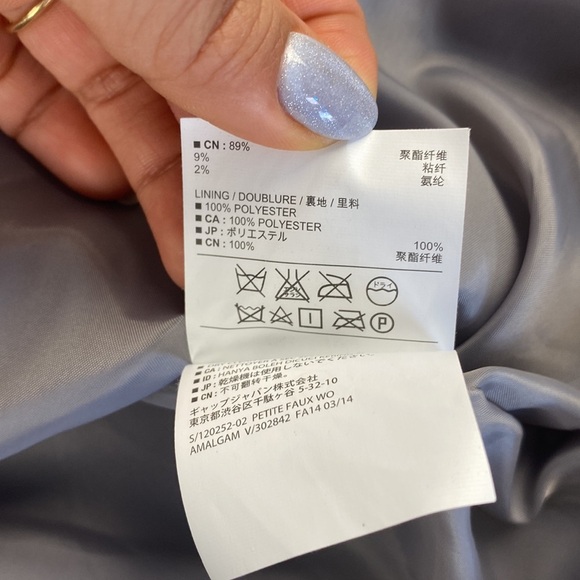 ■ CN : 89% 聚酯纤维
9% 粘纤
2% 氨纶
LINING / DOUBLURE / 裏地 / 里料
■ 100% POLYESTER
■ CA : 100% POLYESTER
■ JP : ポリエステル 100%
■ CN : 100% 聚酯纤维
ドライ
P
■ CA / NETTOYER
■ ID : HANYA BOLEH
■ JP : 乾燥機は使用しないでください。
■ CN : 不可翻转干燥。
ギャップジャパン株式会社
東京都渋谷区千駄ヶ谷 5-32-10
S/120252-02 PETITE FAUX WO
AMALGAM V/302842 FA14 03/14